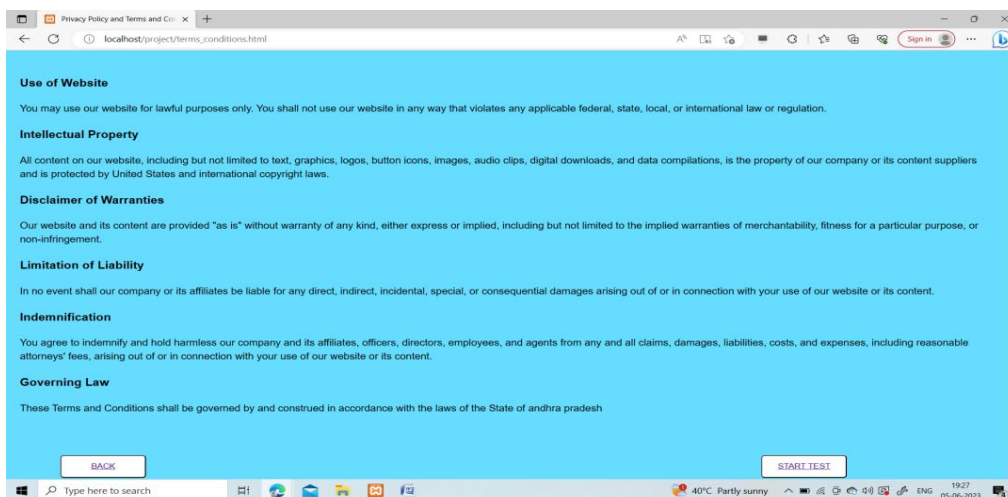 Privacy Policy and Terms and Co
localhost/project/terms_conditions.html
Sign in
Use of Website
You may use our website for lawful purposes only. You shall not use our website in any way that violates any applicable federal, state, local, or international law or regulation.
Intellectual Property
All content on our website, including but not limited to text, graphics, logos, button icons, images, audio clips, digital downloads, and data compilations, is the property of our company or its content suppliers
and is protected by United States and international copyright laws.
Disclaimer of Warranties
Our website and its content are provided "as is" without warranty of any kind, either express or implied, including but not limited to the implied warranties of merchantability, fitness for a particular purpose, or
non-infringement.
Limitation of Liability
In no event shall our company or its affiliates be liable for any direct, indirect, incidental, special, or consequential damages arising out of or in connection with your use of our website or its content.
Indemnification
You agree to indemnify and hold harmless our company and its affiliates, officers, directors, employees, and agents from any and all claims, damages, liabilities, costs, and expenses, including reasonable
attorneys' fees, arising out of or in connection with your use of our website or its content.
Governing Law
These Terms and Conditions shall be governed by and construed in accordance with the laws of the State of andhra pradesh
BACK START TEST
Type here to search 40°C Partly sunny ENG 19:27
05-06-2023